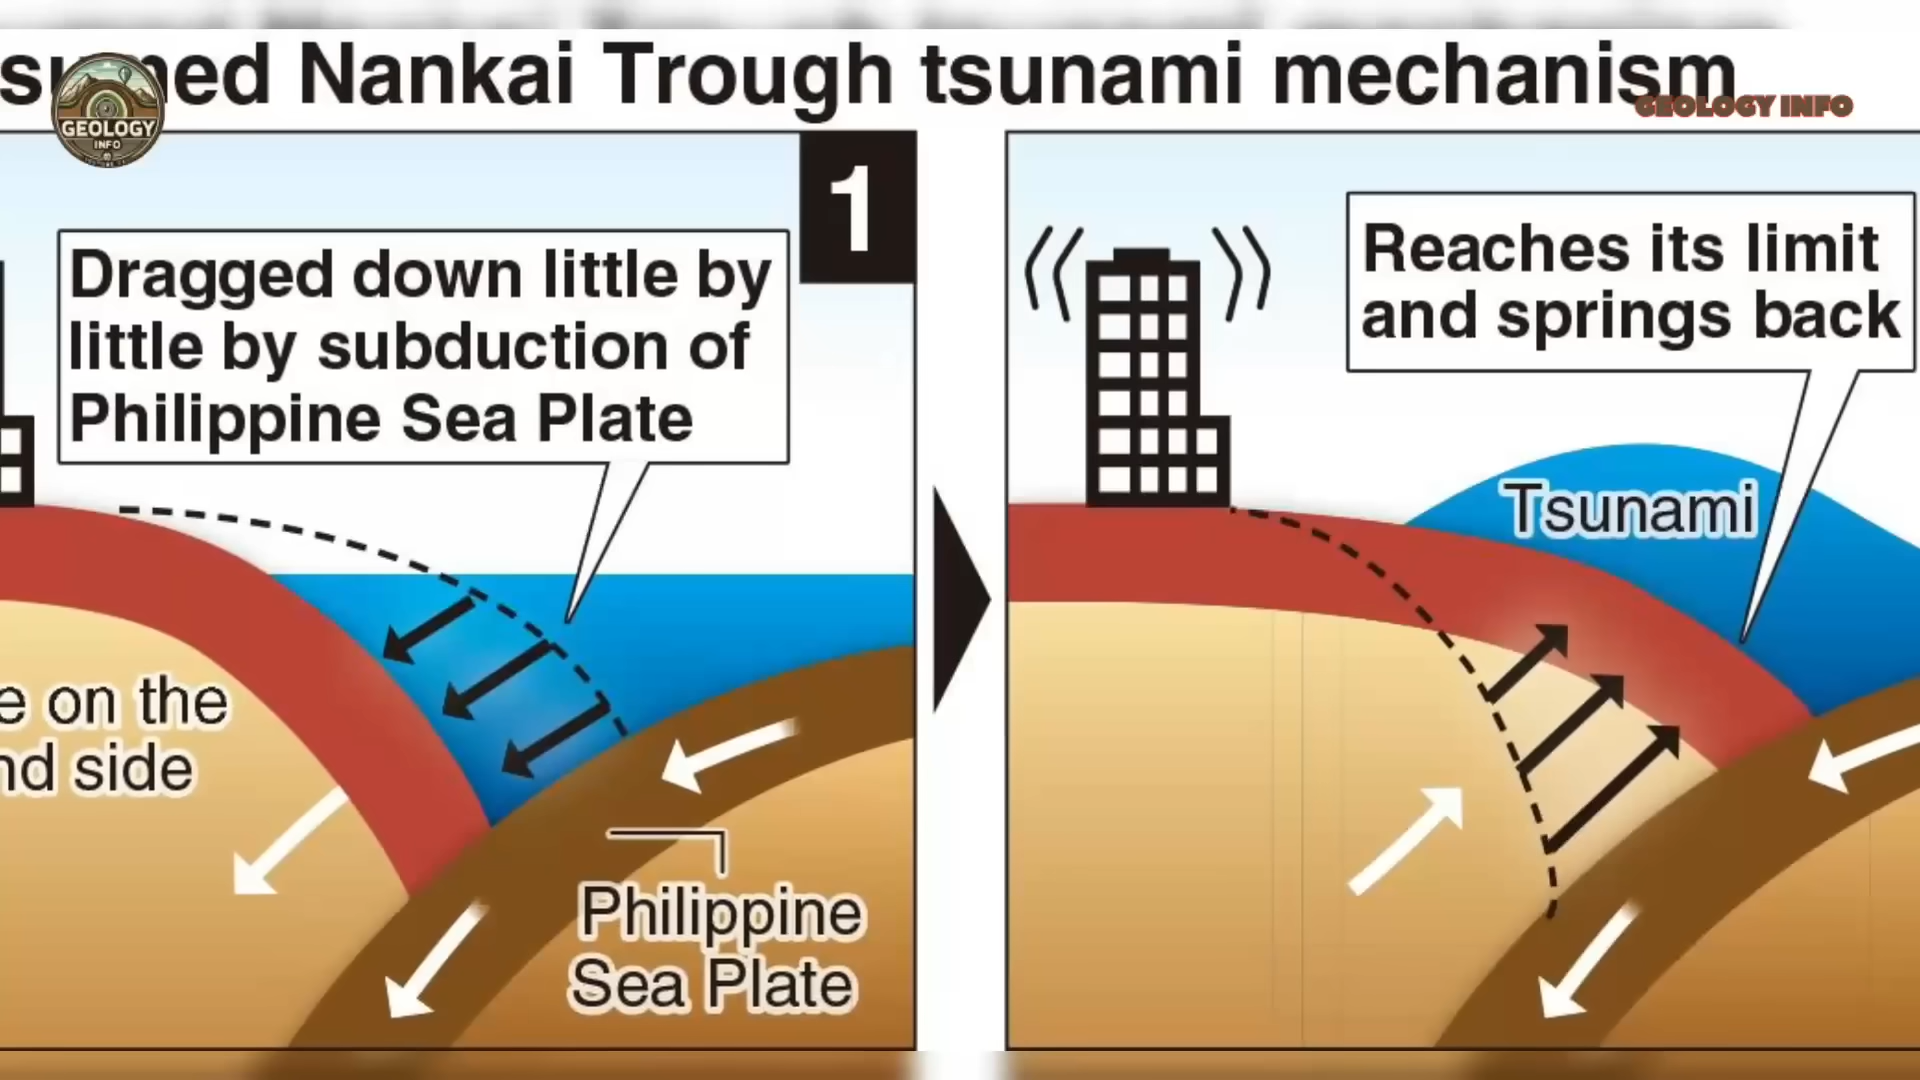 sumed Nankai Trough tsunami mechanism
GEOLOGY
INFO
GEOLOGY INFO
1
Dragged down little by
little by subduction of
Philippine Sea Plate
e on the
nd side
Philippine
Sea Plate
Reaches its limit
and springs back
Tsunami